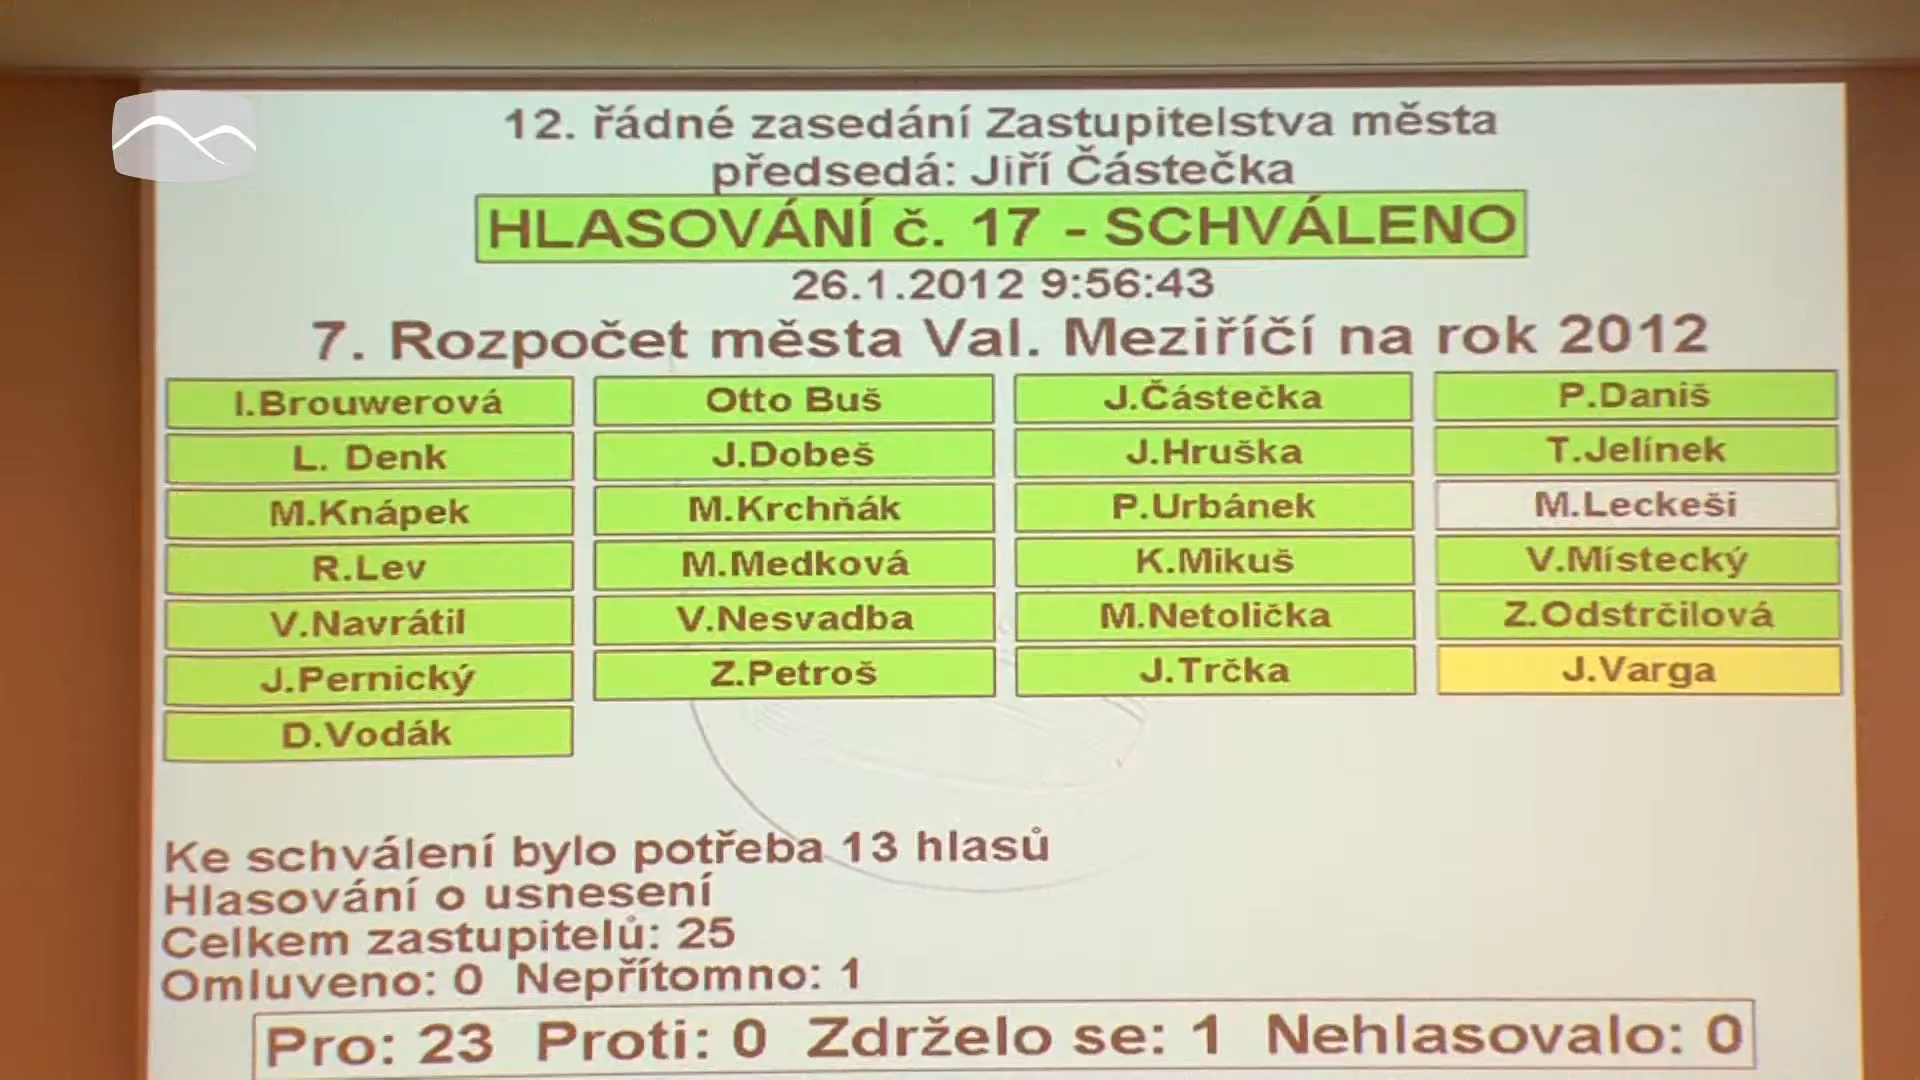 12. řádné zasedání Zastupitelstva města
předsedá: Jiří Částečka
HLASOVÁNÍ č. 17 - SCHVÁLENO
26.1.2012 9:56:43
7. Rozpočet města Val. Meziříčí na rok 2012
I.Brouwerová Otto Buš J.Částečka P.Daniš
L. Denk J.Dobeš J.Hruška T.Jelínek
M.Knápek M.Krchňák P.Urbánek M.Leckeši
R.Lev M.Medková K.Mikuš V.Místecký
V.Navrátil V.Nesvadba M.Netolička Z.Odstrčilová
J.Pernický Z.Petroš J.Trčka J.Varga
D.Vodák
Ke schválení bylo potřeba 13 hlasů
Hlasování o usnesení
Celkem zastupitelů: 25
Omluveno: 0 Nepřítomno: 1
Pro: 23 Proti: 0 Zdrželo se: 1 Nehlasovalo: 0